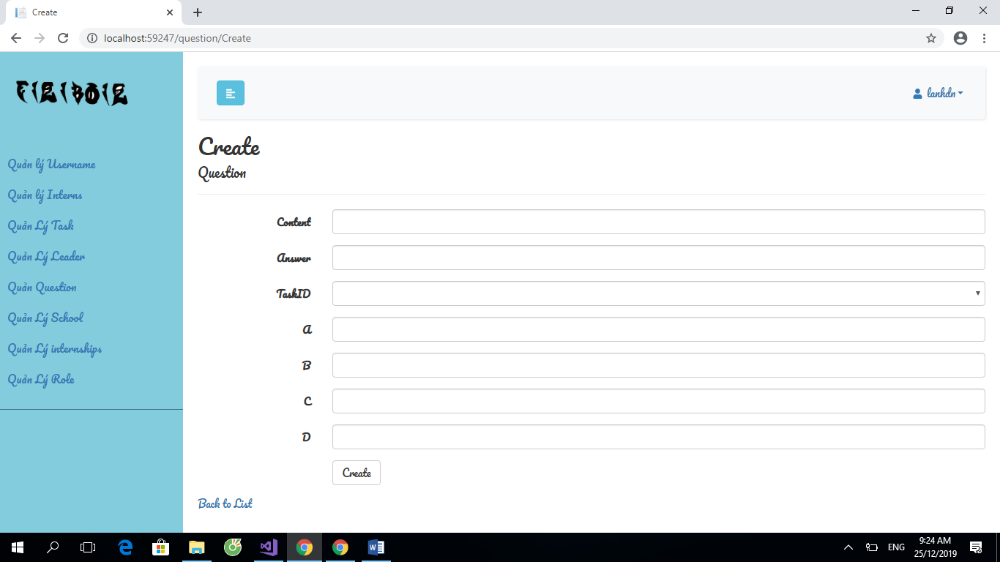 Create
localhost:59247/question/Create
lanhdn
Quản lý Username
Quản lý Interns
Quản Lý Task
Quản Lý Leader
Quản Question
Quản Lý School
Quản Lý internships
Quản Lý Role
Create
Question
Content
Answer
TaskID
A
B
C
D
Create
Back to List
ENG
9:24 AM
25/12/2019